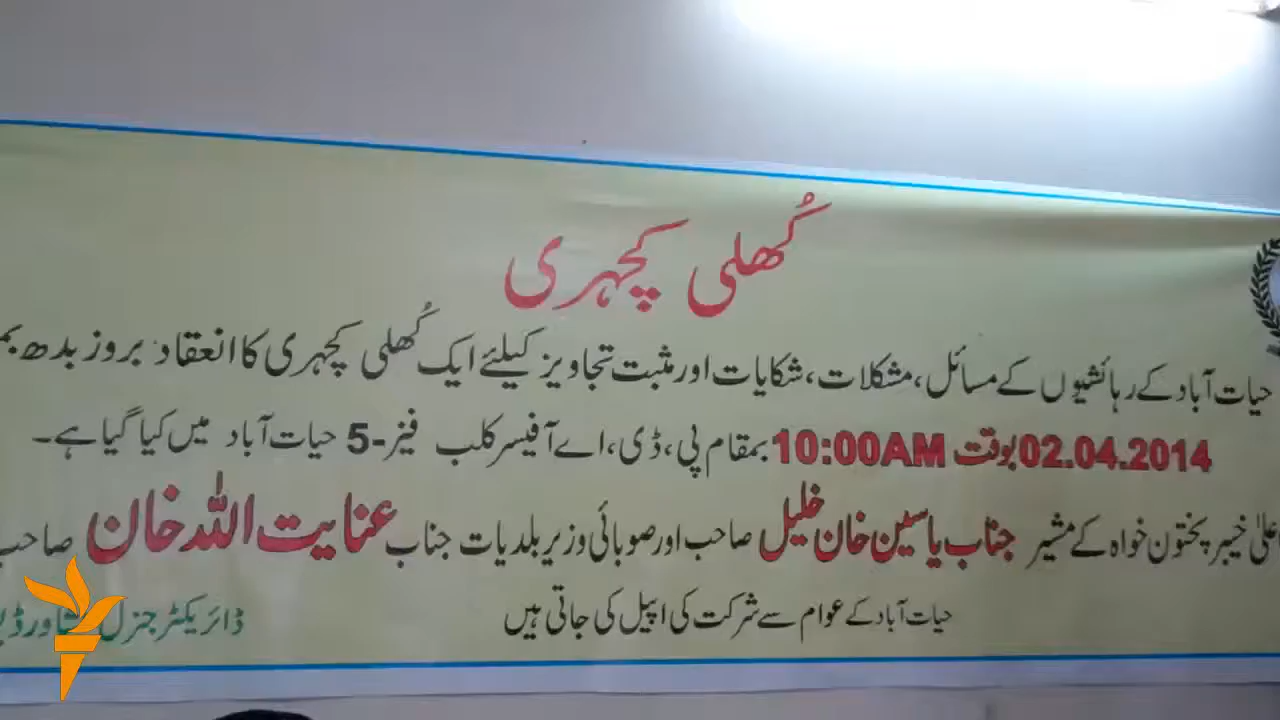 کُھلی کچہری
حیات آباد کے رہائشیوں کے مسائل، مشکلات، شکایات اور مثبت تجاویز کیلئے ایک کُھلی کچہری کا انعقاد بروز بدھ
02.04.2014 بوقت 10:00AM بمقام پی، ڈی، اے آفیسر کلب فیز-5 حیات آباد میں کیا گیا ہے۔
خیبر پختون خواہ کے مشیر جناب یاسین خان خلیل صاحب اور صوبائی وزیر بلدیات جناب عنایت اللہ خان صاحب
حیات آباد کے عوام سے شرکت کی اپیل کی جاتی ہیں
ڈائریکٹر جنرل